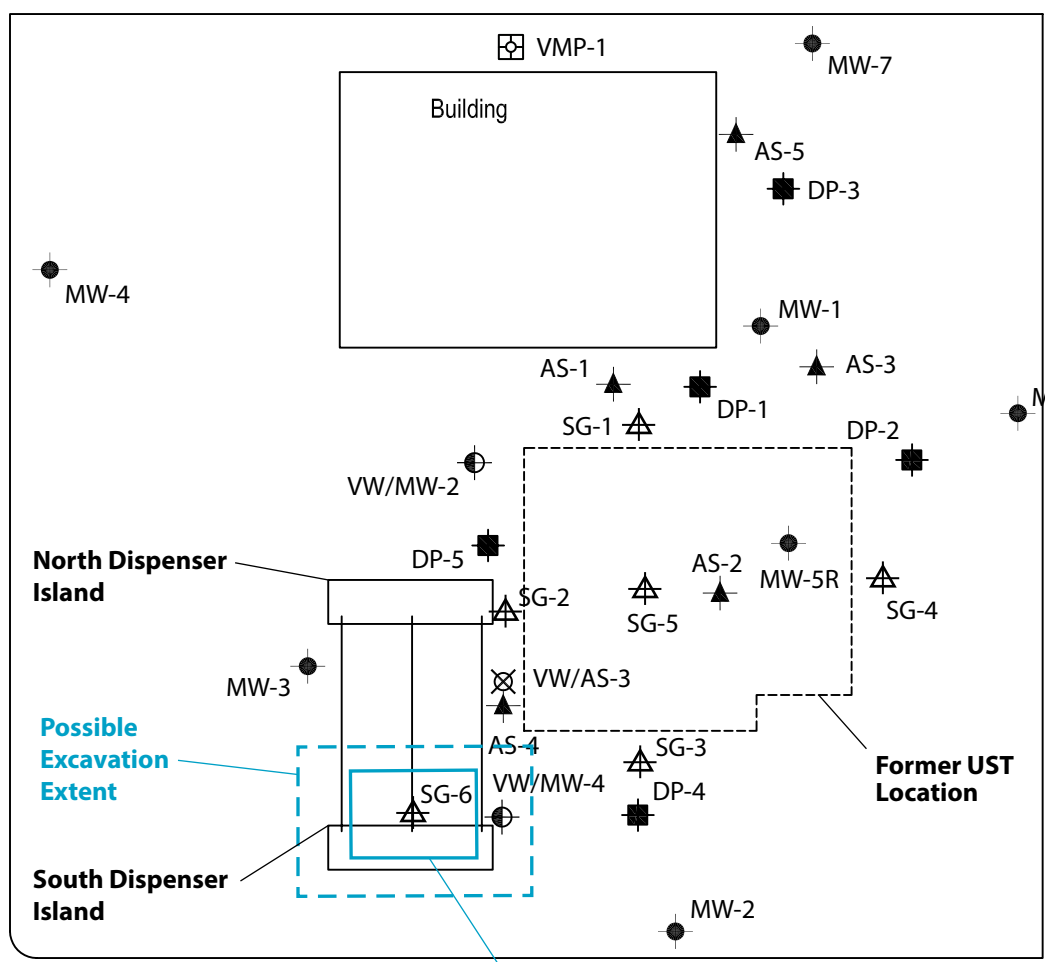 VMP-1
MW-7
Building
AS-5
DP-3
MW-4
MW-1
AS-1
AS-3
DP-1
SG-1
DP-2
VW/MW-2
DP-5
North Dispenser
Island
AS-2
MW-5R
SG-2
SG-5
SG-4
MW-3
VW/AS-3
Possible
Excavation
Extent
AS-4
SG-3
Former UST
Location
SG-6
VW/MW-4
DP-4
South Dispenser
Island
MW-2